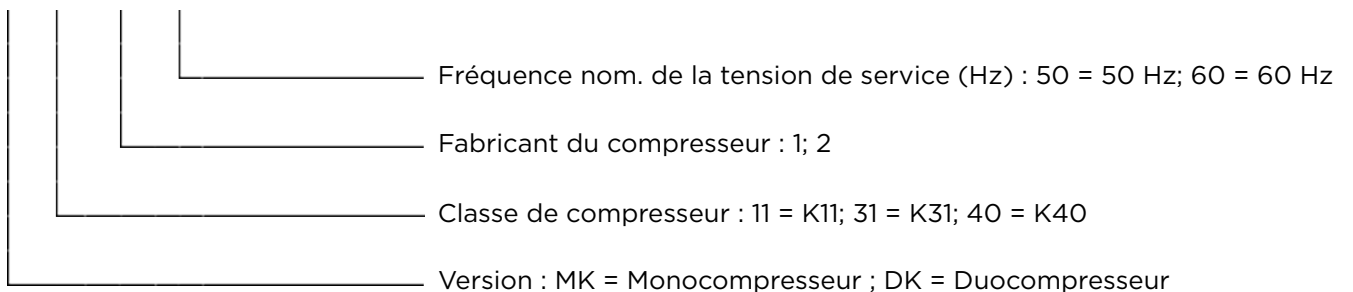 Fréquence nom. de la tension de service (Hz) : 50 = 50 Hz; 60 = 60 Hz
Fabricant du compresseur : 1; 2
Classe de compresseur : 11 = K11; 31 = K31; 40 = K40
Version : MK = Monocompresseur ; DK = Duocompresseur